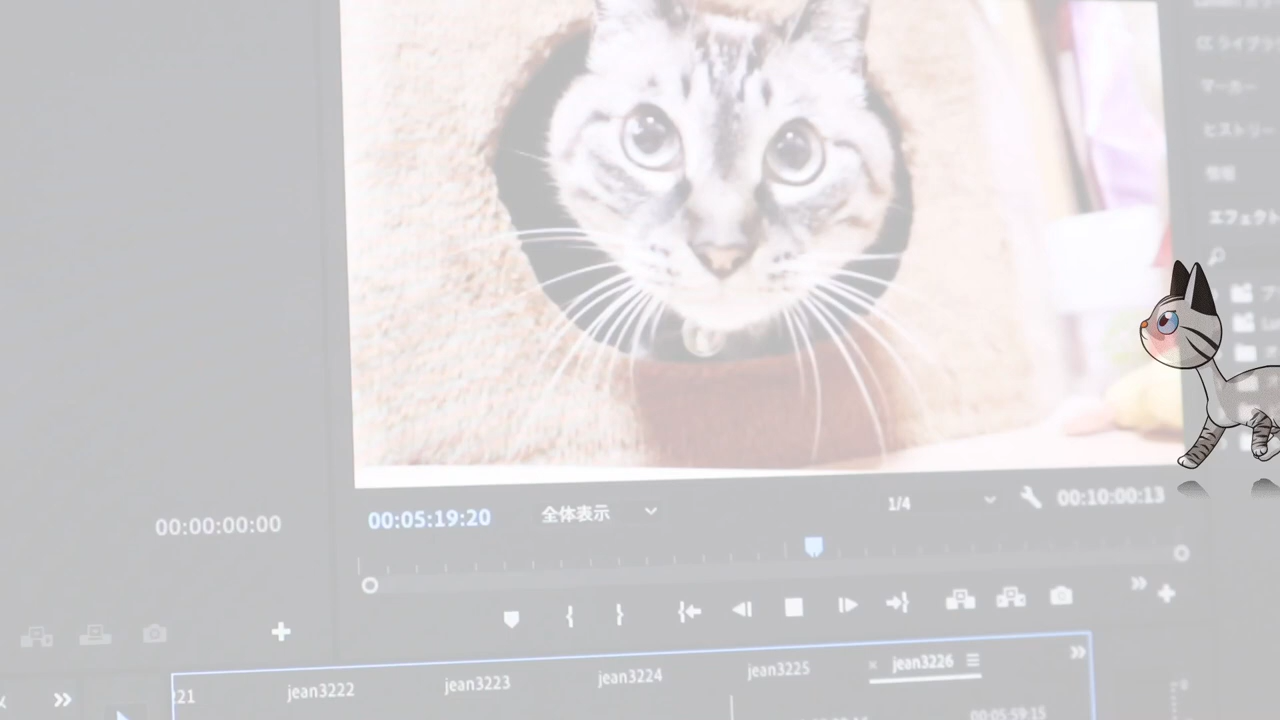 CC ライブラ
マーカー
ヒストリー
情報
エフェクト
00:00:00:00
00:05:19:20
全体表示
1/4
00:10:00:13
221
jean3222
jean3223
jean3224
jean3225
× jean3226
00:05:59:15